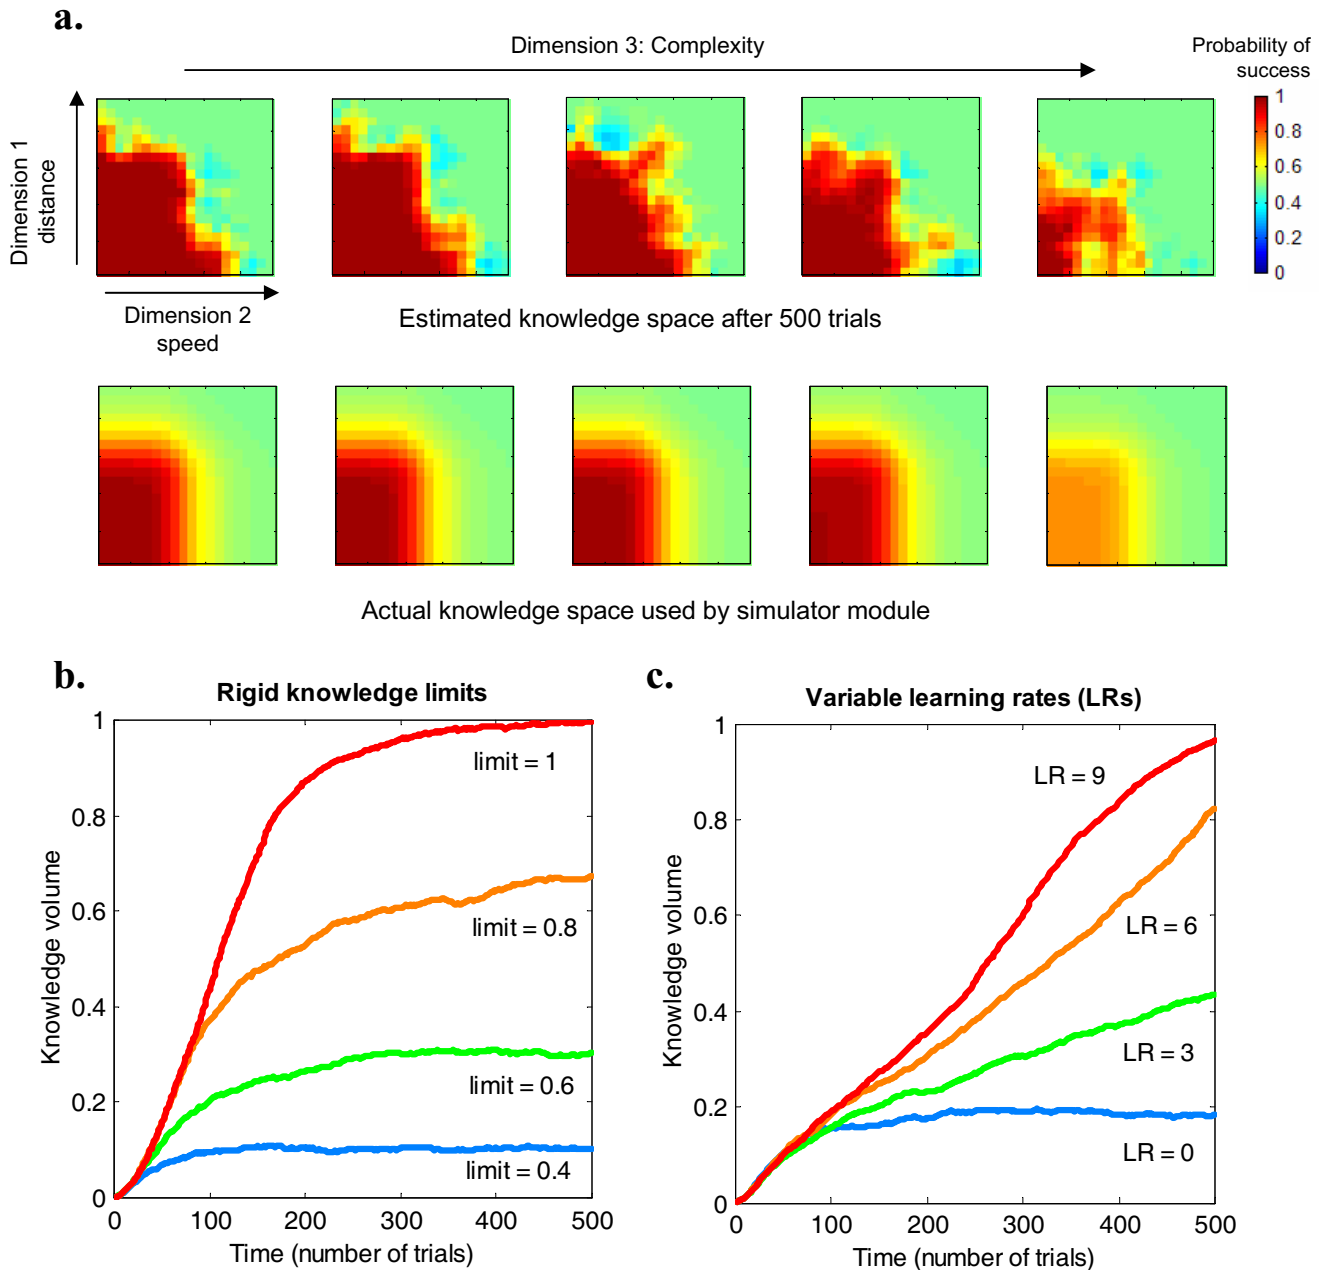 a.
Dimension 3: Complexity
Probability of
success
Dimension 1
distance
1
0.8
0.6
0.4
0.2
0
Dimension 2
speed
Estimated knowledge space after 500 trials
Actual knowledge space used by simulator module
b.
Rigid knowledge limits
Knowledge volume
1
0.8
0.6
0.4
0.2
0
limit = 1
limit = 0.8
limit = 0.6
limit = 0.4
0 100 200 300 400 500
Time (number of trials)
c.
Variable learning rates (LRs)
Knowledge volume
1
0.8
0.6
0.4
0.2
0
LR = 9
LR = 6
LR = 3
LR = 0
0 100 200 300 400 500
Time (number of trials)